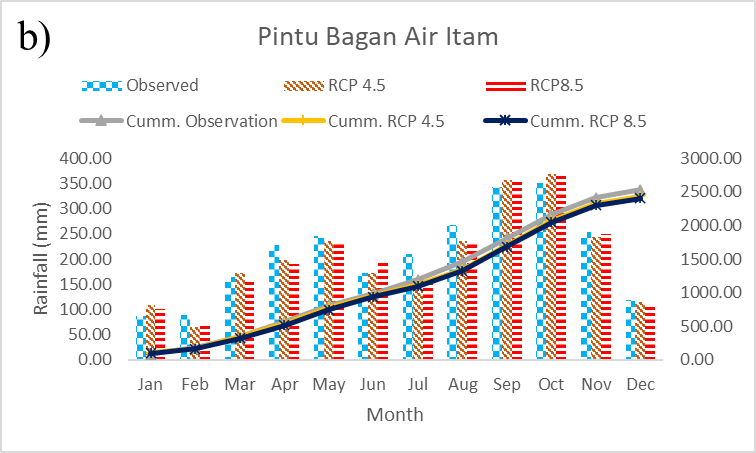 b)
Pintu Bagan Air Itam
Observed RCP 4.5 RCP8.5
Cumm. Observation Cumm. RCP 4.5 Cumm. RCP 8.5
400.00 3000.00
350.00 2500.00
300.00 2000.00
250.00 1500.00
200.00 1000.00
150.00 500.00
100.00 0.00
50.00
0.00
Rainfall (mm)
Jan Feb Mar Apr May Jun Jul Aug Sep Oct Nov Dec
Month